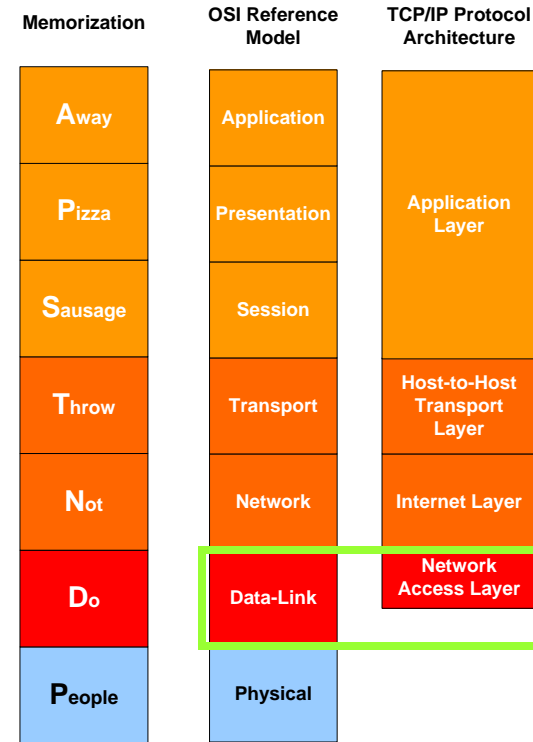 Memorization
OSI Reference
Model
TCP/IP Protocol
Architecture
Away
Application
Application
Layer
Pizza
Presentation
Sausage
Session
Throw
Transport
Host-to-Host
Transport
Layer
Not
Network
Internet Layer
Do
Data-Link
Network
Access Layer
People
Physical